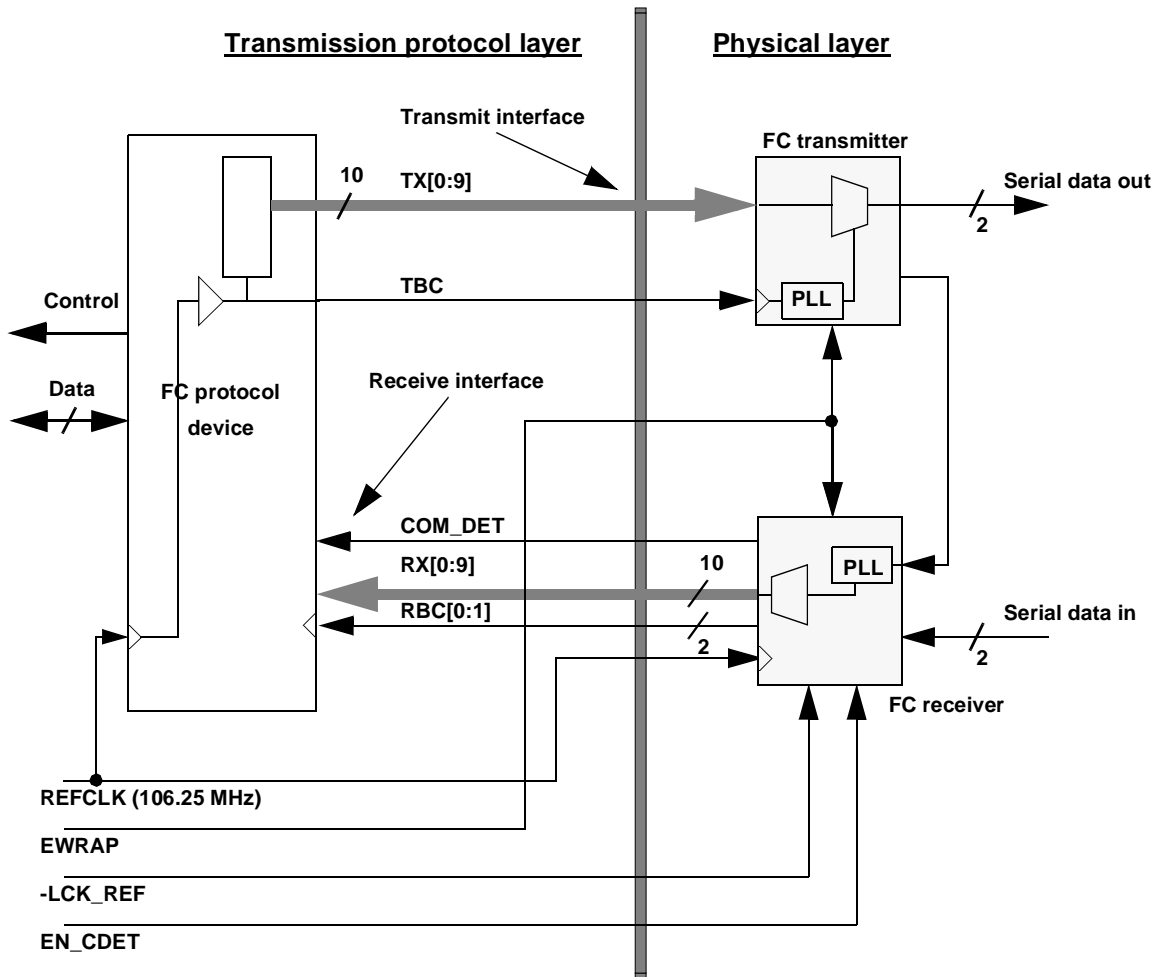 Transmission protocol layer
Physical layer
Transmit interface
FC transmitter
10
TX[0:9]
Serial data out
2
TBC
PLL
Control
Data
FC protocol
device
Receive interface
COM_DET
RX[0:9]
10
PLL
RBC[0:1]
2
Serial data in
2
FC receiver
REFCLK (106.25 MHz)
EWRAP
-LCK_REF
EN_CDET